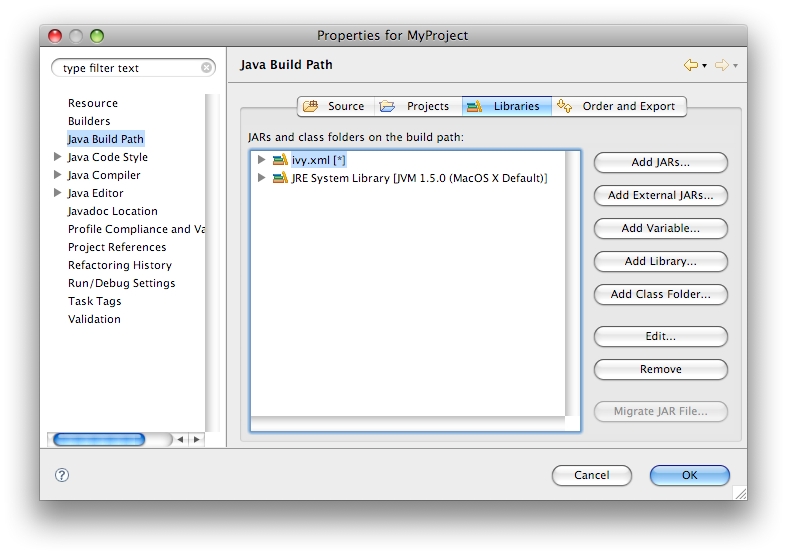 Properties for MyProject
type filter text
Resource
Builders
Java Build Path
Java Code Style
Java Compiler
Java Editor
Javadoc Location
Profile Compliance and Va
Project References
Refactoring History
Run/Debug Settings
Task Tags
Validation
Java Build Path
Source Projects Libraries Order and Export
JARs and class folders on the build path:
ivy.xml [*]
JRE System Library [JVM 1.5.0 (MacOS X Default)]
Add JARs...
Add External JARs...
Add Variable...
Add Library...
Add Class Folder...
Edit...
Remove
Migrate JAR File...
?
Cancel OK